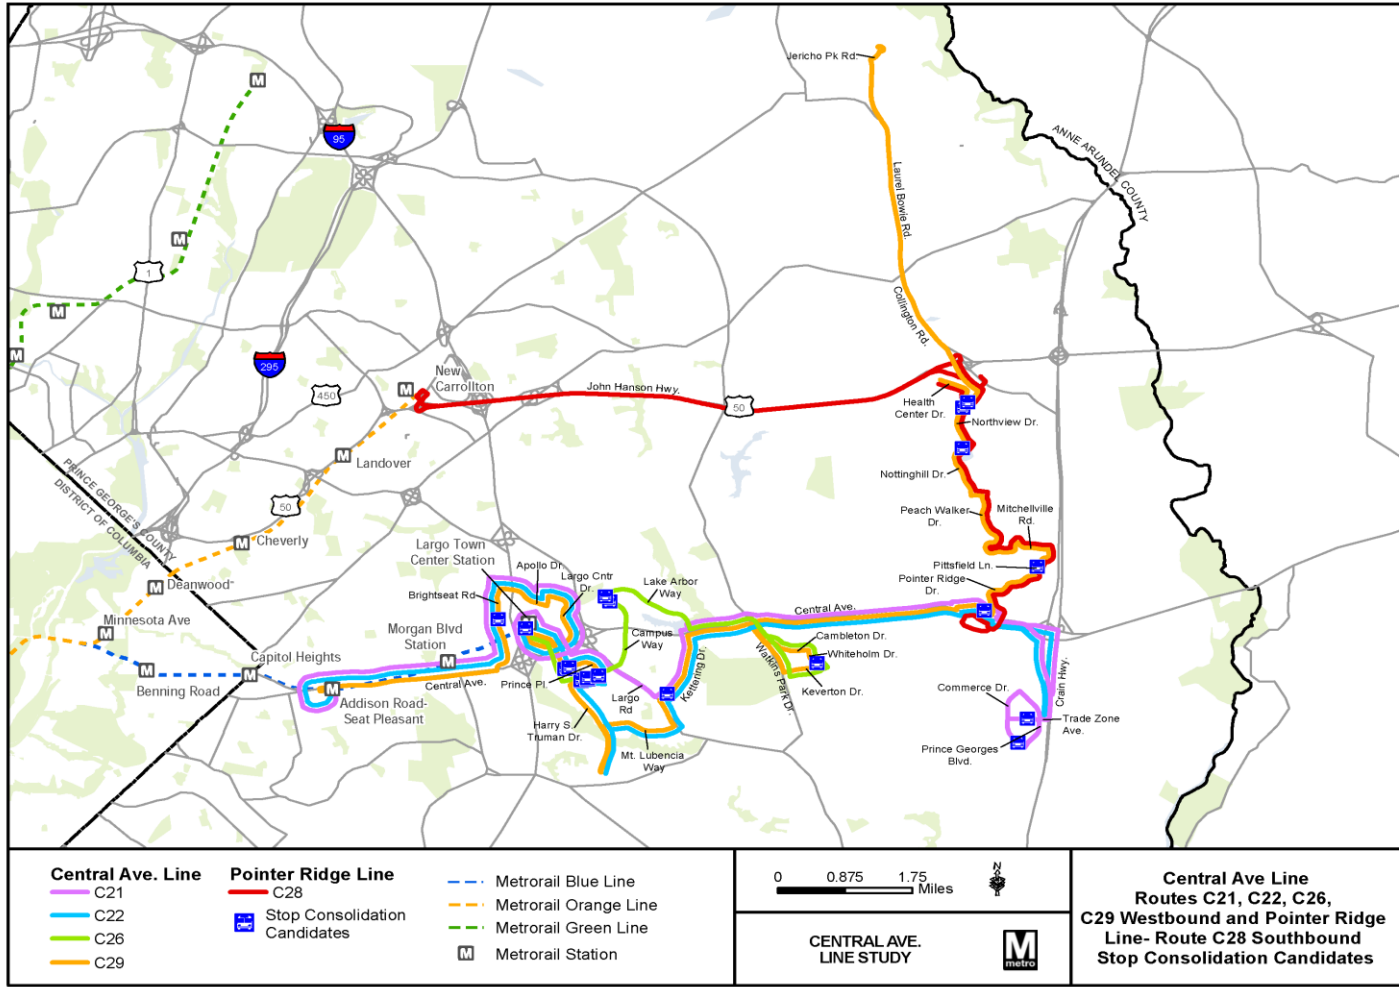 Jericho Pk Rd.
95
ANNE ARUNDEL COUNTY
Laurel Bowie Rd.
1
Collington Rd.
295
450
New
Carrollton
John Hanson Hwy.
50
Health
Center Dr.
Northview Dr.
Landover
Nottinghill Dr.
50
PRINCE GEORGE'S COUNTY
DISTRICT OF COLUMBIA
Peach Walker
Dr.
Mitchellville
Rd.
Cheverly
Largo Town
Center Station
Apollo Dr.
Largo Cntr
Dr.
Lake Arbor
Way
Pittsfield Ln.
Pointer Ridge
Dr.
Deanwood
Brightseat Rd
Central Ave.
Minnesota Ave
Morgan Blvd
Station
Campus
Way
Cambleton Dr.
Whiteholm Dr.
Capitol Heights
Benning Road
Central Ave.
Prince Pl.
Largo
Rd
Kettering Dr.
Watkins Park Dr.
Keverton Dr.
Crain Hwy.
Commerce Dr.
Addison Road-
Seat Pleasant
Harry S.
Truman Dr.
Mt. Lubencia
Way
Trade Zone
Ave.
Prince Georges
Blvd.
Central Ave. Line
C21
C22
C26
C29
Pointer Ridge Line
C28
Stop Consolidation
Candidates
Metrorail Blue Line
Metrorail Orange Line
Metrorail Green Line
M Metrorail Station
0 0.875 1.75
Miles
N
CENTRAL AVE.
LINE STUDY
M
metro
Central Ave Line
Routes C21, C22, C26,
C29 Westbound and Pointer Ridge
Line- Route C28 Southbound
Stop Consolidation Candidates